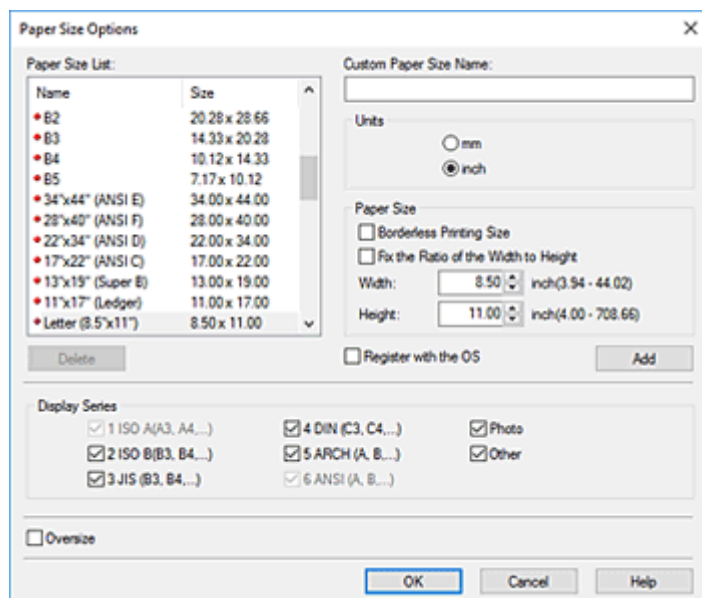 Paper Size Options
Paper Size List:
Name Size
B2 20.28 x 28.66
B3 14.33 x 20.28
B4 10.12 x 14.33
B5 7.17 x 10.12
34"x44" (ANSI E) 34.00 x 44.00
28"x40" (ANSI F) 28.00 x 40.00
22"x34" (ANSI D) 22.00 x 34.00
17"x22" (ANSI C) 17.00 x 22.00
13"x19" (Super B) 13.00 x 19.00
11"x17" (Ledger) 11.00 x 17.00
Letter (8.5"x11") 8.50 x 11.00
Delete
Custom Paper Size Name:
Units
mm
inch
Paper Size
Borderless Printing Size
Fix the Ratio of the Width to Height
Width: 8.50 inch(3.94 - 44.02)
Height: 11.00 inch(4.00 - 708.66)
Register with the OS Add
Display Series
1 ISO A(A3, A4,...) 4 DIN (C3, C4,...) Photo
2 ISO B(B3, B4,...) 5 ARCH (A, B,...) Other
3 JIS (B3, B4,...) 6 ANSI (A, B,...)
Oversize
OK Cancel Help